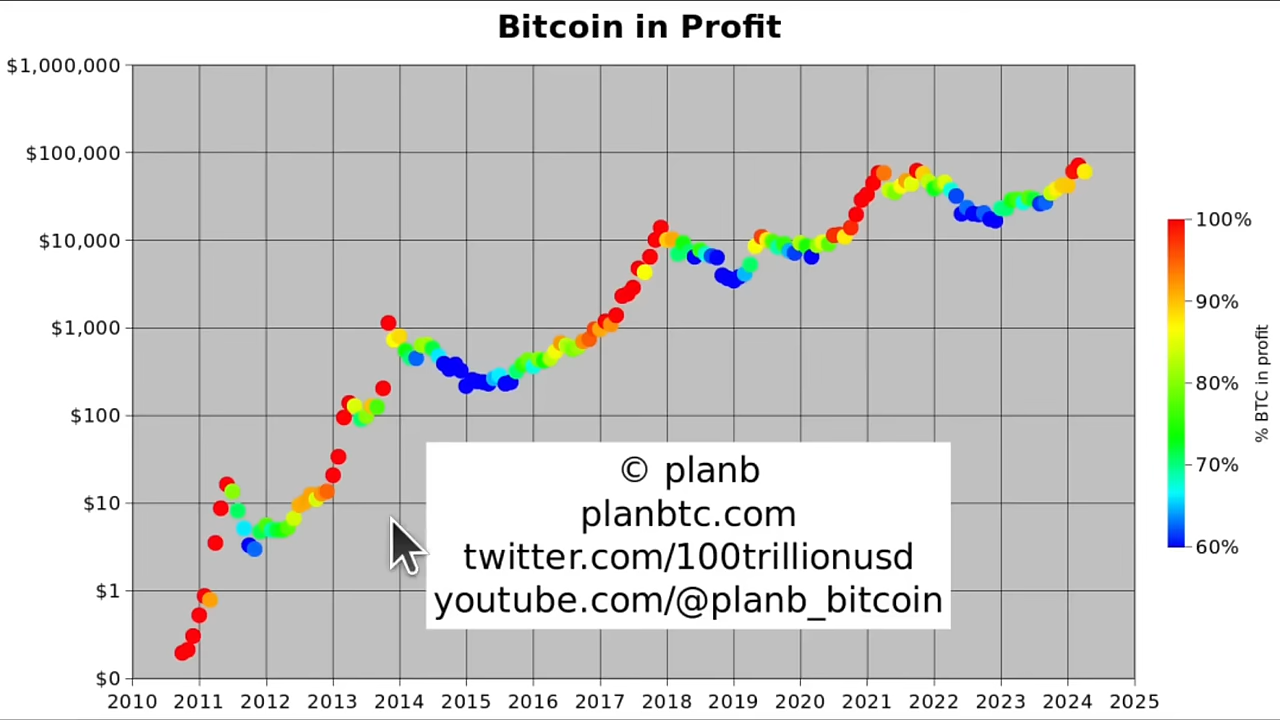 Bitcoin in Profit
$1,000,000
$100,000
$10,000
$1,000
$100
$10
$1
$0
2010 2011 2012 2013 2014 2015 2016 2017 2018 2019 2020 2021 2022 2023 2024 2025
© planb
planbtc.com
twitter.com/100trillionusd
youtube.com/@planb_bitcoin
100%
90%
80%
70%
60%
% BTC in profit